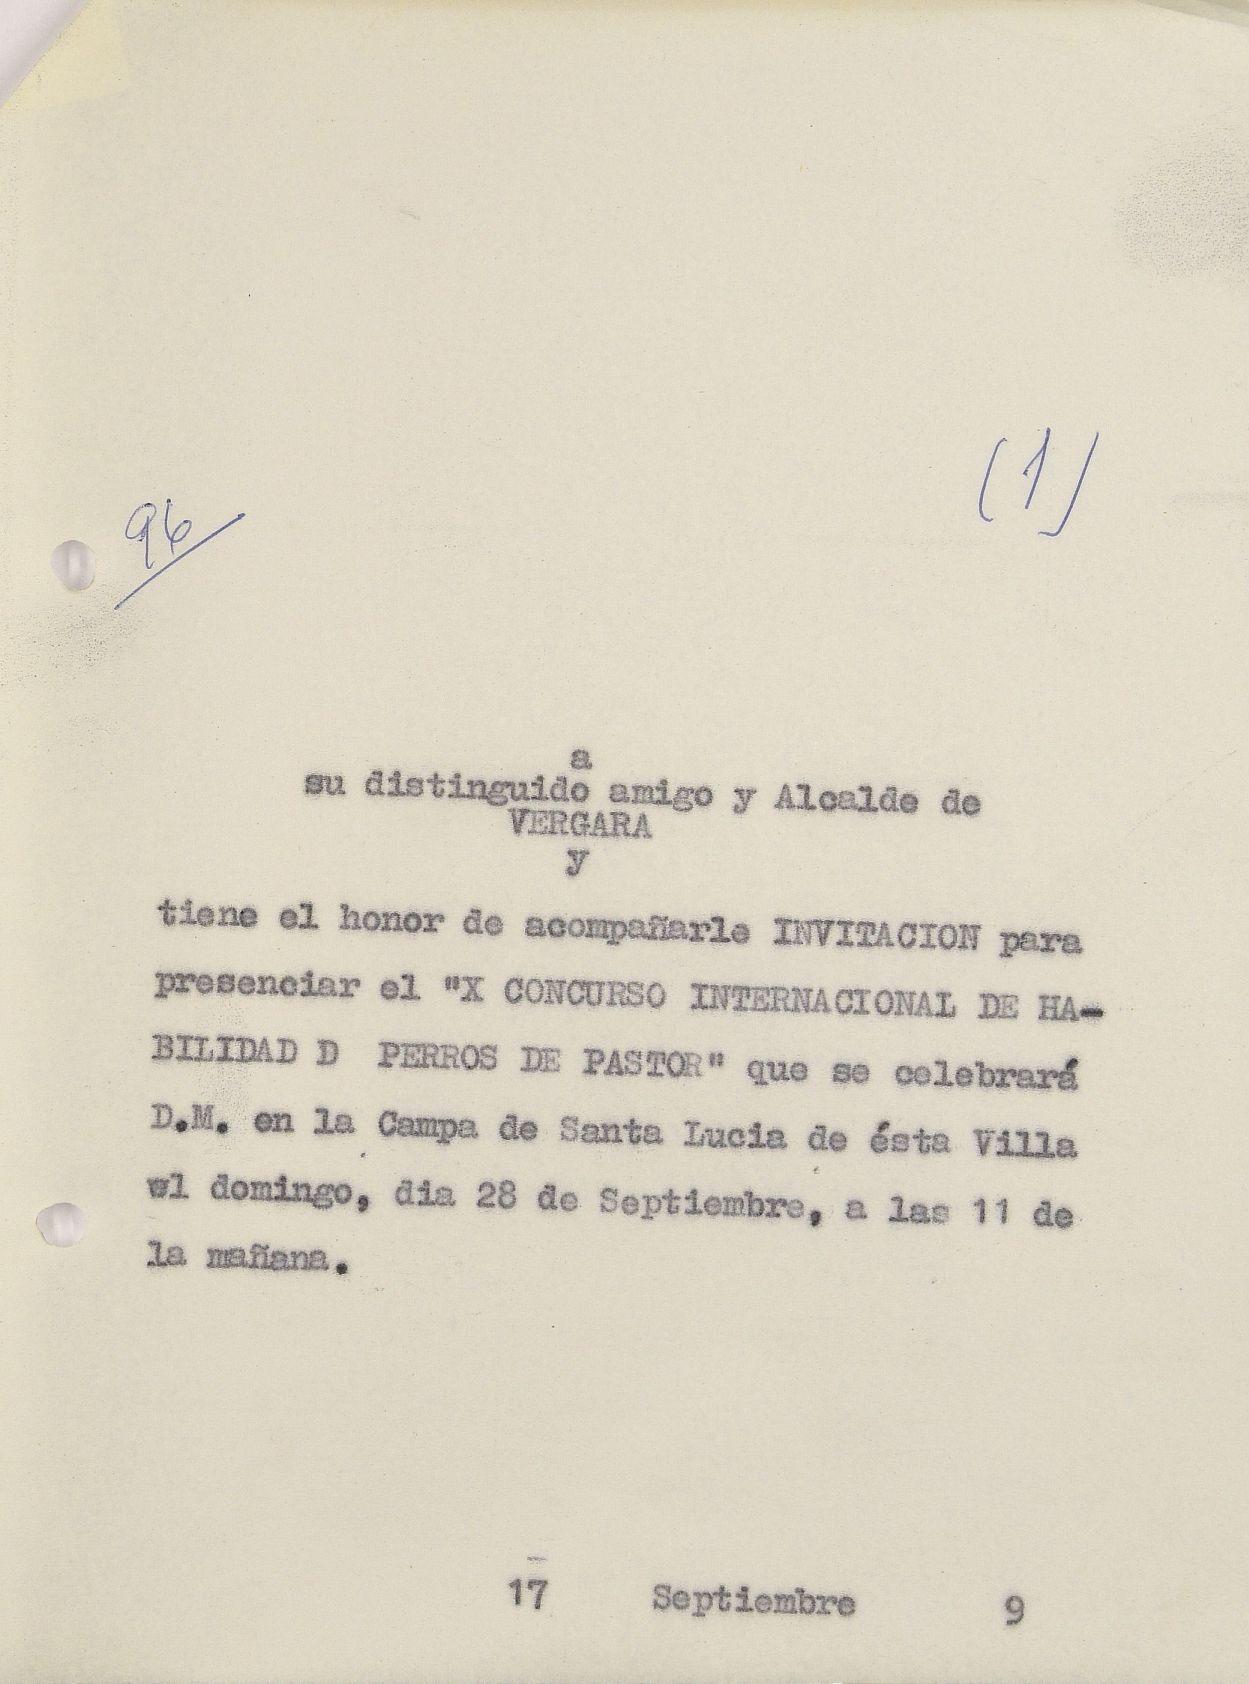 (1)
96
a
su distinguido amigo y Alcalde de
VERGARA
y
tiene el honor de acompañarle INVITACION para
presenciar el "X CONCURSO INTERNACIONAL DE HA-
BILIDAD D PERROS DE PASTOR" que se celebrará
D.M. en la Campa de Santa Lucia de ésta Villa
el domingo, dia 28 de Septiembre, a las 11 de
la mañana.
17 Septiembre 9